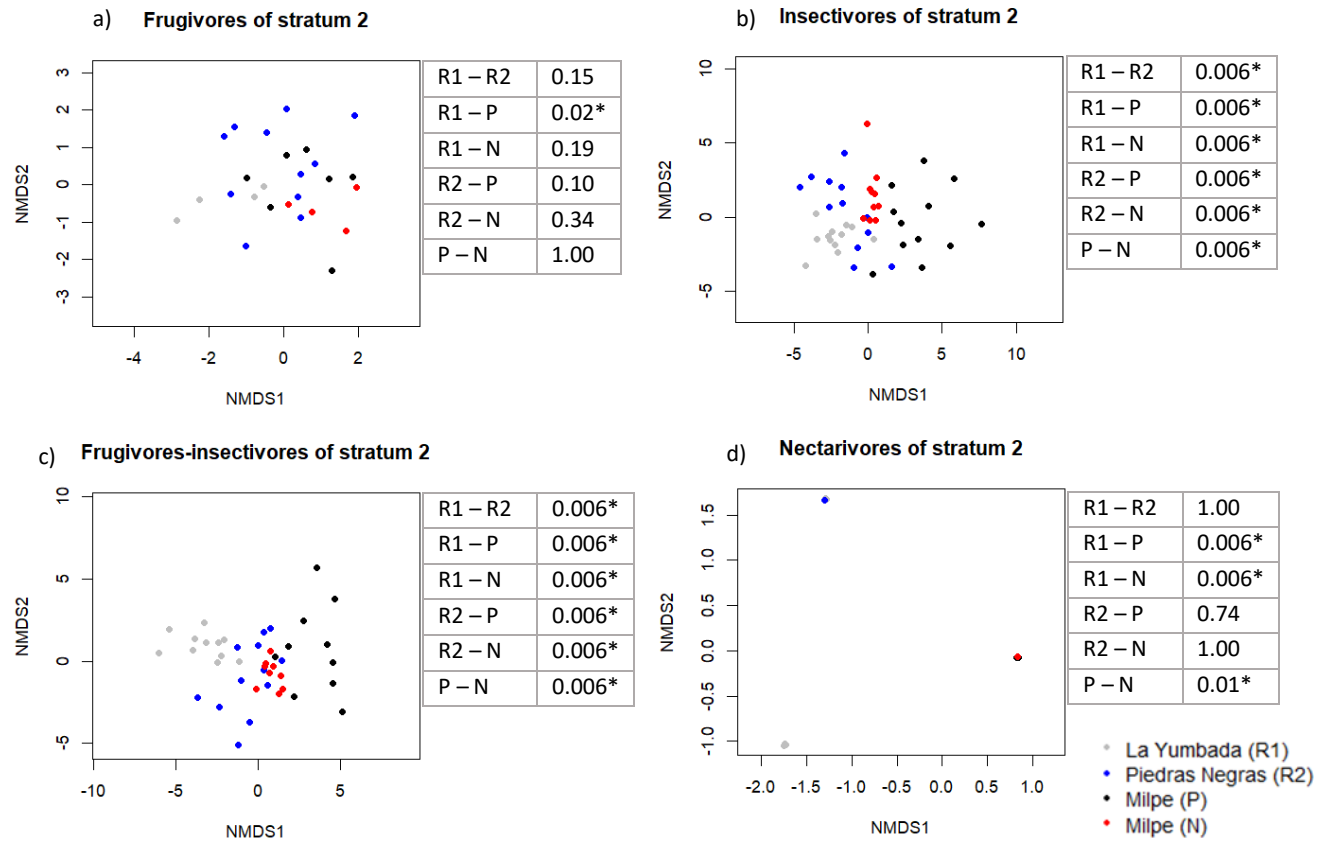 a) Frugivores of stratum 2
3
2
1
0
-1
-2
-3
NMDS2
-4 -2 0 2
NMDS1
R1 – R2 0.15
R1 – P 0.02*
R1 – N 0.19
R2 – P 0.10
R2 – N 0.34
P – N 1.00
b) Insectivores of stratum 2
10
5
0
-5
NMDS2
-5 0 5 10
NMDS1
R1 – R2 0.006*
R1 – P 0.006*
R1 – N 0.006*
R2 – P 0.006*
R2 – N 0.006*
P – N 0.006*
c) Frugivores-insectivores of stratum 2
10
5
0
-5
NMDS2
-10 -5 0 5
NMDS1
R1 – R2 0.006*
R1 – P 0.006*
R1 – N 0.006*
R2 – P 0.006*
R2 – N 0.006*
P – N 0.006*
d) Nectarivores of stratum 2
1.5
1.0
0.5
0.0
-0.5
-1.0
NMDS2
-2.0 -1.5 -1.0 -0.5 0.0 0.5 1.0
NMDS1
R1 – R2 1.00
R1 – P 0.006*
R1 – N 0.006*
R2 – P 0.74
R2 – N 1.00
P – N 0.01*
La Yumbada (R1)
Piedras Negras (R2)
Milpe (P)
Milpe (N)